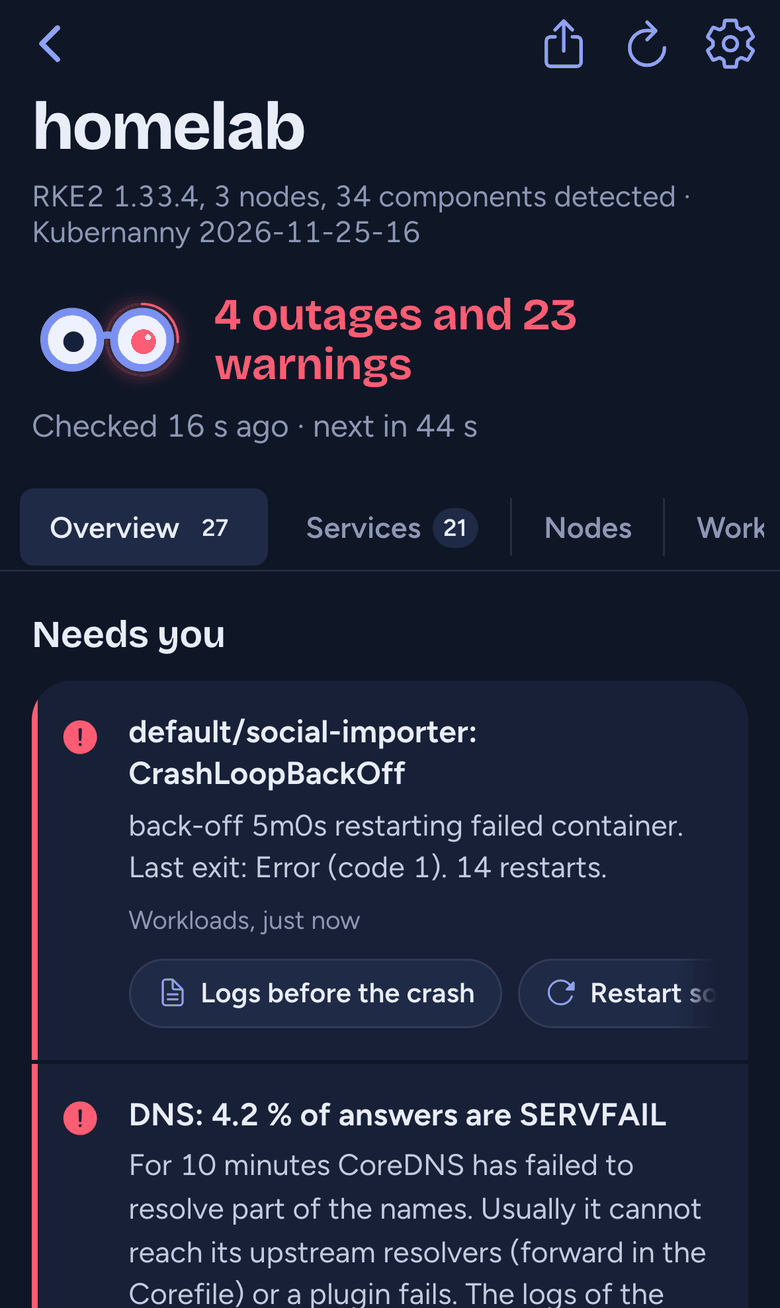 homelab
RKE2 1.33.4, 3 nodes, 34 components detected ·
Kubernanny 2026-11-25-16
4 outages and 23
warnings
Checked 16 s ago · next in 44 s
Overview 27 Services 21 Nodes Work
Needs you
default/social-importer:
CrashLoopBackOff
back-off 5m0s restarting failed container.
Last exit: Error (code 1). 14 restarts.
Workloads, just now
Logs before the crash Restart so
DNS: 4.2 % of answers are SERVFAIL
For 10 minutes CoreDNS has failed to
resolve part of the names. Usually it cannot
reach its upstream resolvers (forward in the
Corefile) or a plugin fails. The logs of the